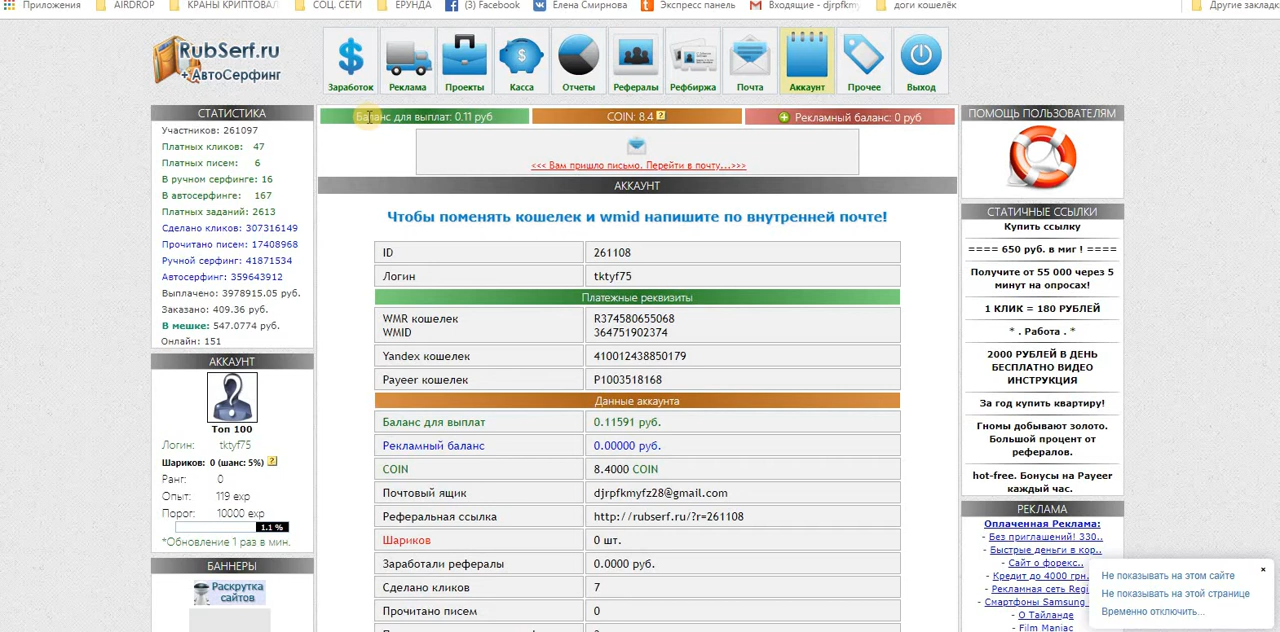 Приложения
AIRDROP
КРАНЫ КРИПТОВАЛ
СОЦ. СЕТИ
ЕРУНДА
(3) Facebook
Елена Смирнова
Экспресс панель
Входящие - djrpfkmy
доги кошелёк
Другие заклад
RubSerf.ru
+АвтоСерфинг
Заработок
Реклама
Проекты
Касса
Отчеты
Рефералы
Рефбиржа
Почта
Аккаунт
Прочее
Выход
СТАТИСТИКА
Участников: 261097
Платных кликов: 47
Платных писем: 6
В ручном серфинге: 16
В автосерфинге: 167
Платных заданий: 2613
Сделано кликов: 307316149
Прочитано писем: 17408968
Ручной серфинг: 41871534
Автосерфинг: 359643912
Выплачено: 3978915.05 руб.
Заказано: 409.36 руб.
В мешке: 547.0774 руб.
Онлайн: 151
АККАУНТ
Топ 100
Логин: tktyf75
Шариков: 0 (шанс: 5%) ?
Ранг: 0
Опыт: 119 exp
Порог: 10000 exp
1.1 %
*Обновление 1 раз в мин.
БАННЕРЫ
Раскрутка
сайтов
Баланс для выплат: 0.11 руб
COIN: 8.4 ?
Рекламный баланс: 0 руб
<<< Вам пришло письмо. Перейти в почту...>>>
АККАУНТ
Чтобы поменять кошелек и wmid напишите по внутренней почте!
ID 261108
Логин tktyf75
Платежные реквизиты
WMR кошелек R374580655068
WMID 364751902374
Yandex кошелек 410012438850179
Payeer кошелек P1003518168
Данные аккаунта
Баланс для выплат 0.11591 руб.
Рекламный баланс 0.00000 руб.
COIN 8.4000 COIN
Почтовый ящик djrpfkmyfz28@gmail.com
Реферальная ссылка http://rubserf.ru/?r=261108
Шариков 0 шт.
Заработали рефералы 0.0000 руб.
Сделано кликов 7
Прочитано писем 0
ПОМОЩЬ ПОЛЬЗОВАТЕЛЯМ
СТАТИЧНЫЕ ССЫЛКИ
Купить ссылку
==== 650 руб. в миг ! ====
Получите от 55 000 через 5
минут на опросах!
1 КЛИК = 180 РУБЛЕЙ
* . Работа . *
2000 РУБЛЕЙ В ДЕНЬ
БЕСПЛАТНО ВИДЕО
ИНСТРУКЦИЯ
За год купить квартиру!
Гномы добывают золото.
Большой процент от
рефералов.
hot-free. Бонусы на Payeer
каждый час.
РЕКЛАМА
Оплаченная Реклама:
- Без приглашений! 330..
- Быстрые деньги в кор..
- Сайт о форекс..
- Кредит до 4000 грн.
- Рекламная сеть Regi
- Смартфоны Samsung
- О Тайланде
- Film Maniac
Не показывать на этом сайте
Не показывать на этой странице
Временно отключить...